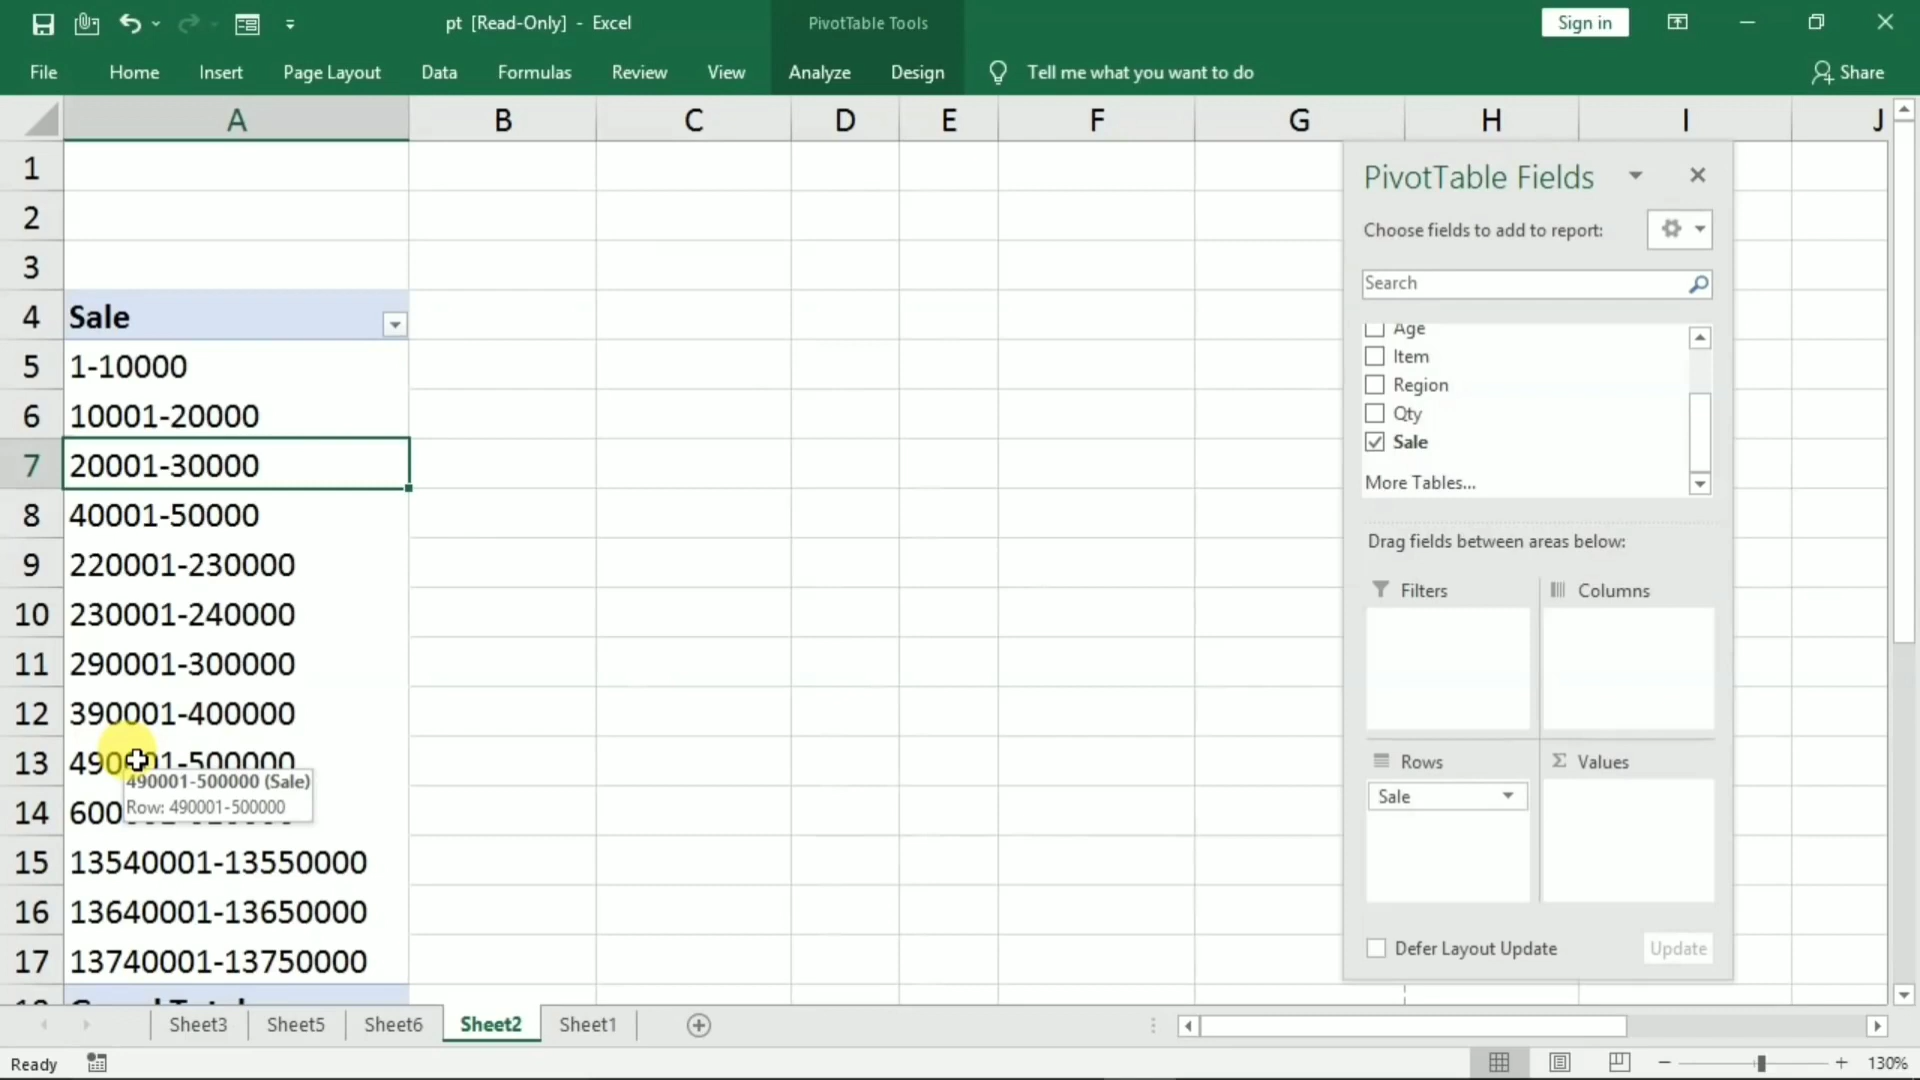 pt [Read-Only] - Excel
PivotTable Tools
Sign in
File Home Insert Page Layout Data Formulas Review View Analyze Design Tell me what you want to do Share
A B C D E F G H I J
1
2
3
4 Sale
5 1-10000
6 10001-20000
7 20001-30000
8 40001-50000
9 220001-230000
10 230001-240000
11 290001-300000
12 390001-400000
13 490001-500000
490001-500000 (Sale)
Row: 490001-500000
14
15 13540001-13550000
16 13640001-13650000
17 13740001-13750000
PivotTable Fields
Choose fields to add to report:
Search
Age
Item
Region
Qty
Sale
More Tables...
Drag fields between areas below:
Filters
Columns
Rows
Values
Sale
Defer Layout Update
Update
Sheet3 Sheet5 Sheet6 Sheet2 Sheet1
Ready
130%